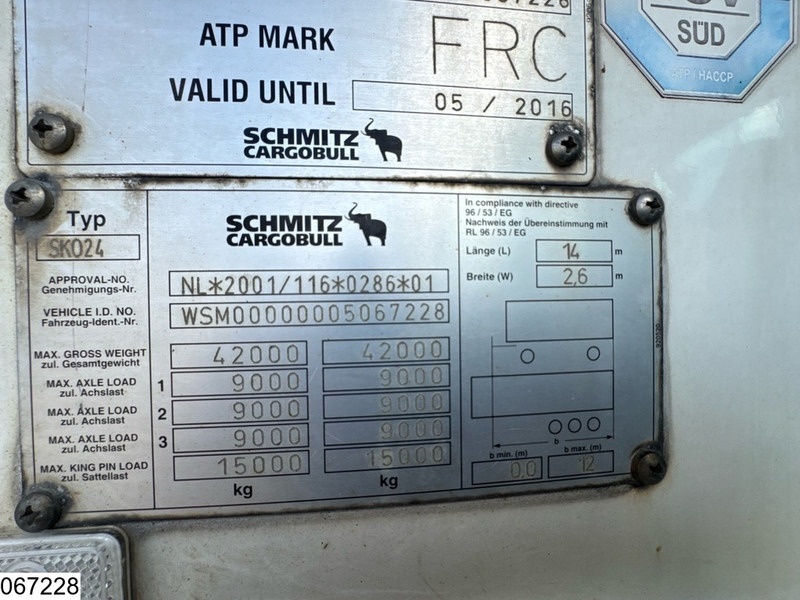 ATP MARK FRC
VALID UNTIL 05 / 2016
SCHMITZ
CARGOBULL
SÜD
ATP / HACCP
Typ
SKO24
SCHMITZ
CARGOBULL
In compliance with directive
96 / 53 / EG
Nachweis der Übereinstimmung mit
RL 96 / 53 / EG
Länge (L) 14 m
Breite (W) 2,6 m
APPROVAL-NO.
Genehmigungs-Nr. NL*2001/116*0286*01
VEHICLE I.D. NO.
Fahrzeug-Ident.-Nr. WSM00000005067228
MAX. GROSS WEIGHT
zul. Gesamtgewicht 42000 42000
MAX. AXLE LOAD
zul. Achslast 1 9000 9000
MAX. AXLE LOAD
zul. Achslast 2 9000 9000
MAX. AXLE LOAD
zul. Achslast 3 9000 9000
MAX. KING PIN LOAD
zul. Sattellast 15000 15000
kg kg
b
b min. (m) b max. (m)
0,0 12
067228